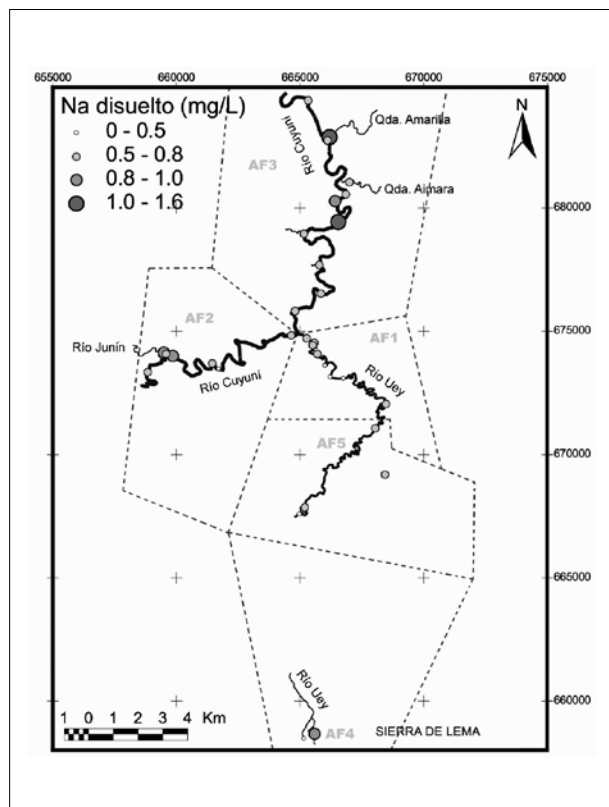 655000 660000 665000 670000 675000
Na disuelto (mg/L)
0 - 0.5
0.5 - 0.8
0.8 - 1.0
1.0 - 1.6
N
Río Cuyuní
Qda. Amarilla
AF3
Qda. Aimara
680000
AF2
675000
AF1
Río Junín
Río Cuyuní
Río Uey
AF5
670000
665000
Río Uey
660000
1 0 1 2 3 4 Km
AF4
SIERRA DE LEMA